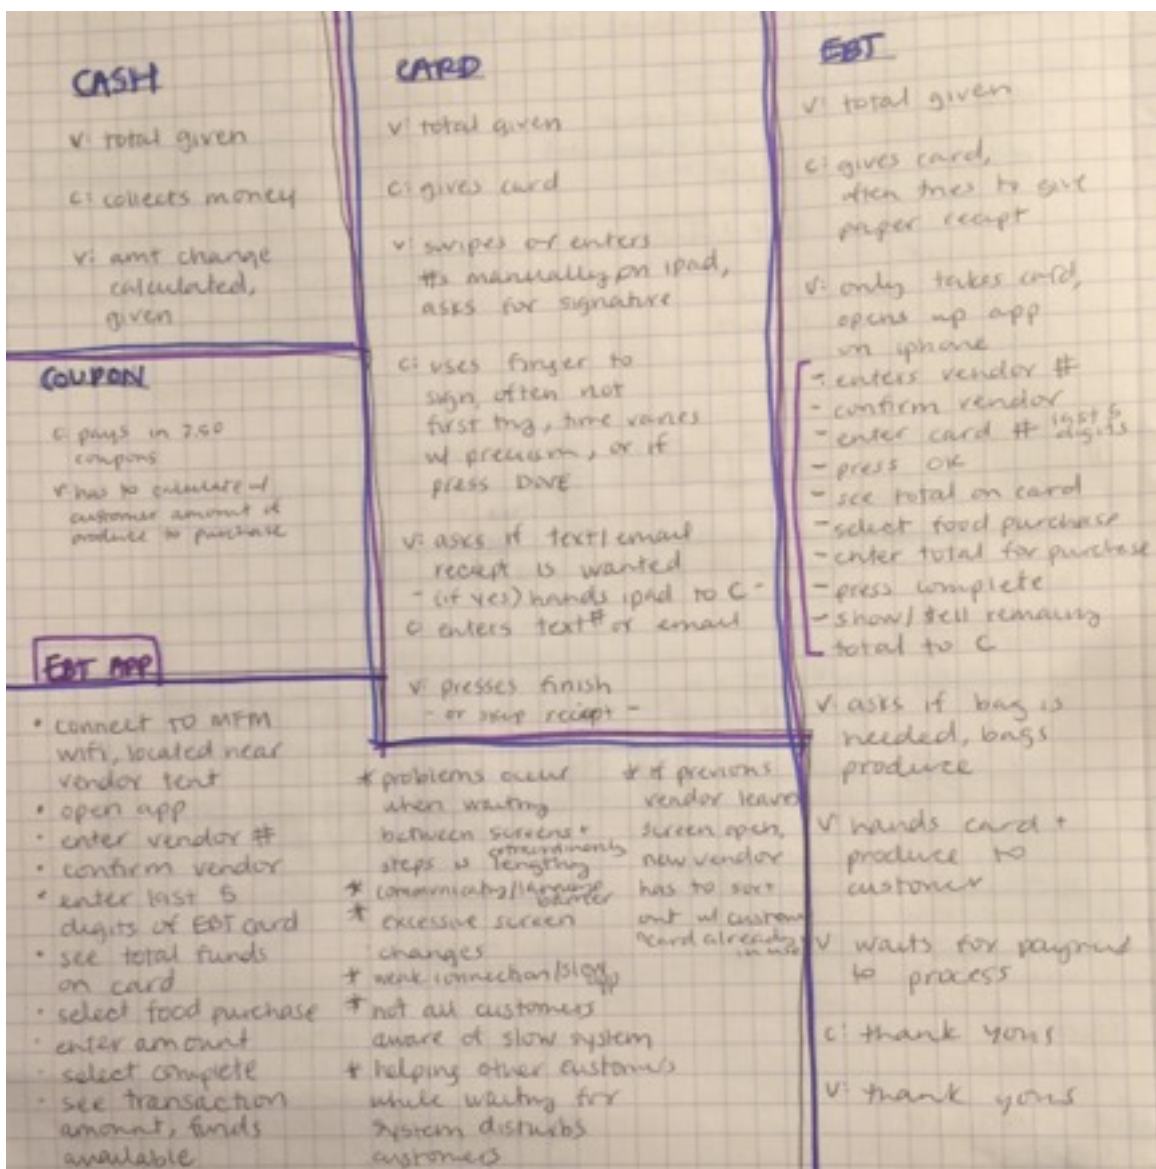 CASH
V: total given
C: collects money
V: amt change
calculated,
given
COUPON
C: pays in 2.50
coupons
V: has to calculate
customer amount of
produce to purchase
EBT APP
• connect to MFM
wifi, located near
vendor tent
• open app
• enter vendor #
• confirm vendor
• enter last 5
digits of EBT card
• see total funds
on card
• select food purchase
• enter amount
• select complete
• see transaction
amount, funds
available
CARD
V: total given
C: gives card
V: swipes or enters
#s manually on ipad,
asks for signature
C: uses finger to
sign, often not
first time, time varies
w/ precision, or if
press DONE
V: asks if text/email
reciept is wanted
- (if yes) hands ipad to C -
C enters text# or email
V: presses finish
- or skip reciept -
* problems occur
when waiting
between screens +
steps is extraordinarily lengthy
* communicating/language barrier
* excessive screen
changes
* weak connection/slow app
* not all customers
aware of slow system
* helping other customers
while waiting for
system disturbs
customers
* if previous
vendor leaves
screen open,
new vendor
has to sort
out w/ custom
"card already in use
EBT
V: total given
C: gives card,
often tries to give
paper reciept
V: only takes card,
opens up app
on iphone
- enters vendor #
- confirm vendor
- enter card # last 5 digits
- press OK
- see total on card
- select food purchase
- enter total for purchase
- press complete
- show/tell remaining
total to C
V: asks if bag is
needed, bags
produce
V hands card +
produce to
customer
V waits for payment
to process
C: thank yous
V: thank yous